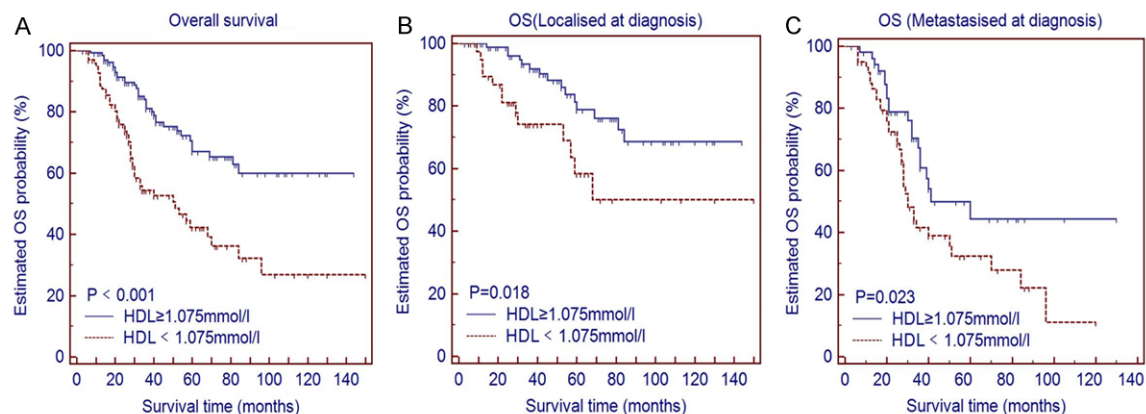 A
Overall survival
Estimated OS probability (%)
100
80
60
40
20
0
P < 0.001
HDL≥1.075mmol/l
HDL < 1.075mmol/l
0 20 40 60 80 100 120 140
Survival time (months)
B
OS(Localised at diagnosis)
Estimated OS probability (%)
100
80
60
40
20
0
P=0.018
HDL≥1.075mmol/l
HDL < 1.075mmol/l
0 20 40 60 80 100 120 140
Survival time (months)
C
OS (Metastasised at diagnosis)
Estimated OS probability (%)
100
80
60
40
20
0
P=0.023
HDL≥1.075mmol/l
HDL < 1.075mmol/l
0 20 40 60 80 100 120 140
Survival time (months)